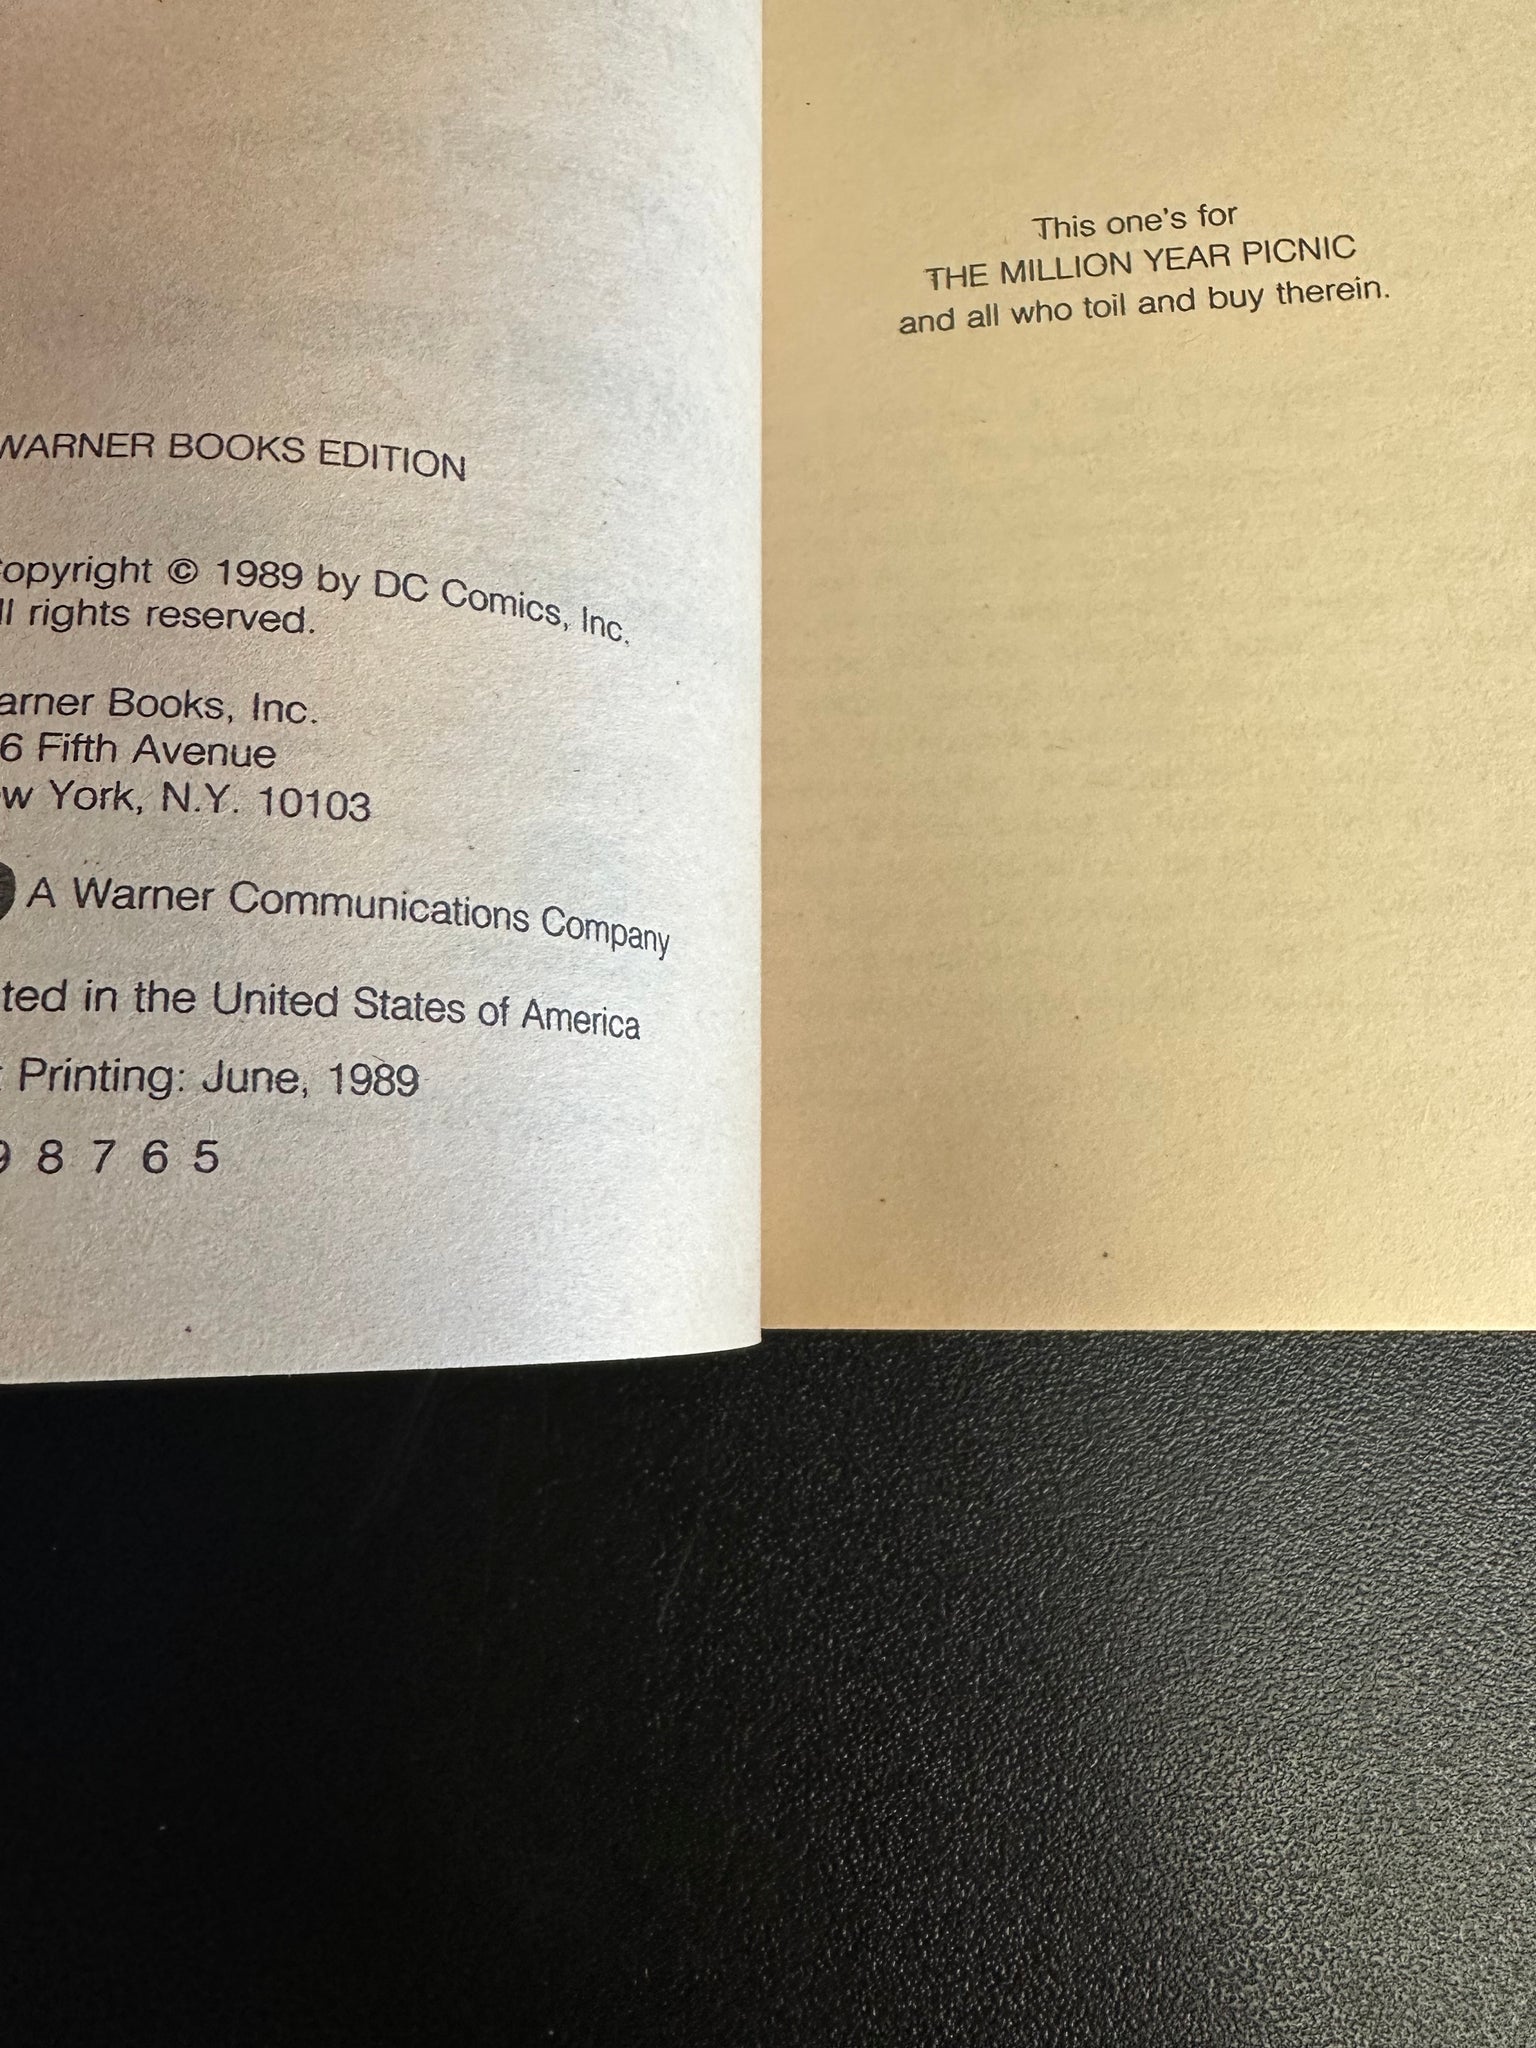 WARNER BOOKS EDITION
opyright © 1989 by DC Comics, Inc.
ll rights reserved.
arner Books, Inc.
6 Fifth Avenue
w York, N.Y. 10103
A Warner Communications Company
ted in the United States of America
Printing: June, 1989
9 8 7 6 5
This one's for
THE MILLION YEAR PICNIC
and all who toil and buy therein.